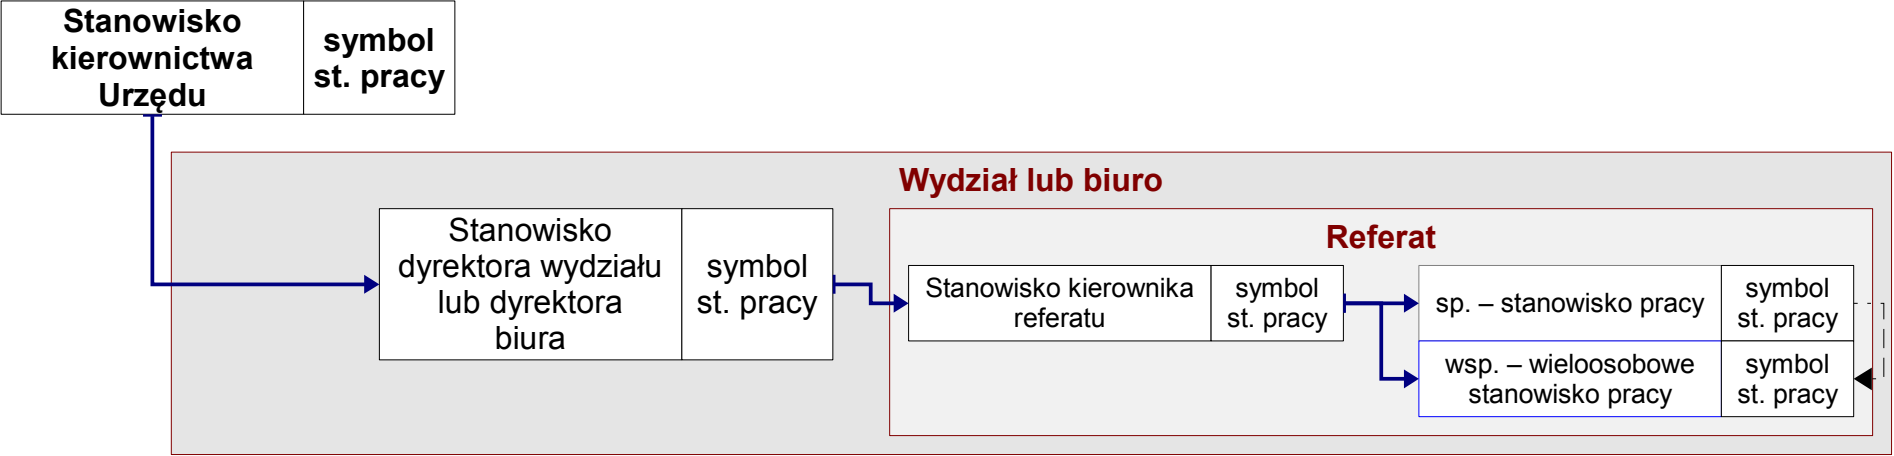 Stanowisko
kierownictwa
Urzędu
symbol
st. pracy
Wydział lub biuro
Stanowisko
dyrektora wydziału
lub dyrektora
biura
symbol
st. pracy
Referat
Stanowisko kierownika
referatu
symbol
st. pracy
sp. – stanowisko pracy
symbol
st. pracy
wsp. – wieloosobowe
stanowisko pracy
symbol
st. pracy